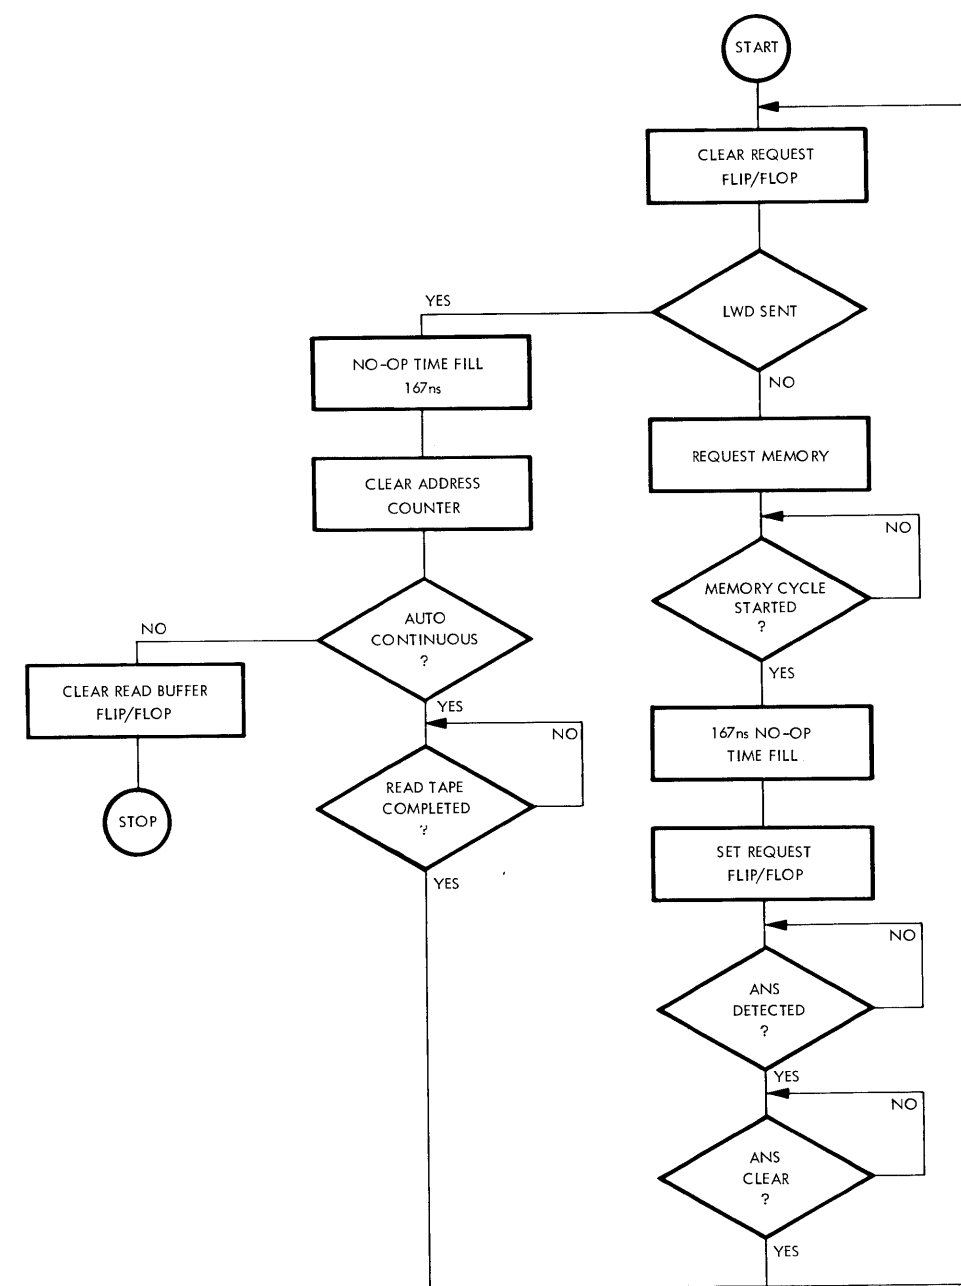 START
CLEAR REQUEST
FLIP/FLOP
LWD SENT
YES
NO
NO-OP TIME FILL
167ns
CLEAR ADDRESS
COUNTER
AUTO
CONTINUOUS
?
NO
YES
CLEAR READ BUFFER
FLIP/FLOP
STOP
NO
READ TAPE
COMPLETED
?
YES
REQUEST MEMORY
NO
MEMORY CYCLE
STARTED
?
YES
167ns NO-OP
TIME FILL
SET REQUEST
FLIP/FLOP
NO
ANS
DETECTED
?
YES
NO
ANS
CLEAR
?
YES